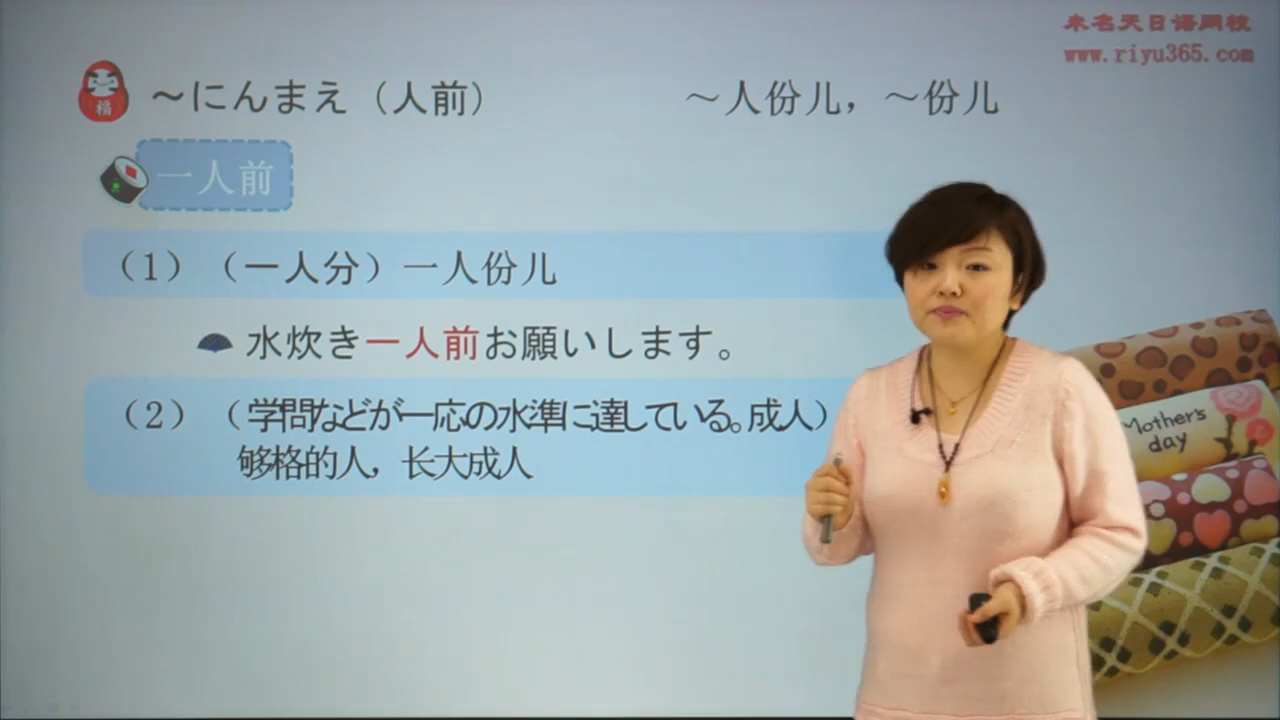 未名天日语网校
www.riyu365.com
～にんまえ（人前） ～人份儿，～份儿
福
一人前
（1）（一人分）一人份儿
水炊き一人前お願いします。
（2）（学問などが一応の水準に達している。成人）
够格的人，长大成人
Mother's
day